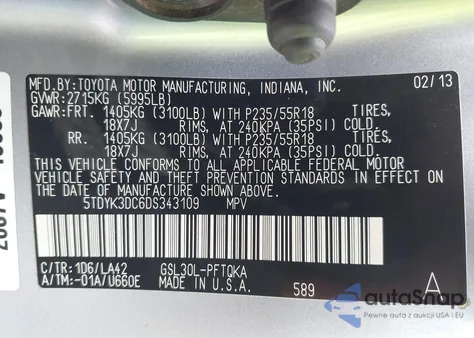 MFD.BY:TOYOTA MOTOR MANUFACTURING, INDIANA, INC. 02/13
GVWR:2715KG (5995LB)
GAWR:FRT. 1405KG (3100LB) WITH P235/55R18 TIRES,
18X7J RIMS, AT 240KPA (35PSI) COLD.
RR. 1405KG (3100LB) WITH P235/55R18 TIRES,
18X7J RIMS, AT 240KPA (35PSI) COLD.
THIS VEHICLE CONFORMS TO ALL APPLICABLE FEDERAL
MOTOR VEHICLE SAFETY, BUMPER, AND THEFT PREVENTION
STANDARDS IN EFFECT ON THE DATE OF MANUFACTURE
SHOWN ABOVE.
5TDYK3DC6DS343109 MPV
C/TR:1D6/LA42 GSL30L-PFTQKA
A/TM:-01A/U660E MADE IN U.S.A. 589 A
autoSnap
Pewne auta z aukcji USA i EU